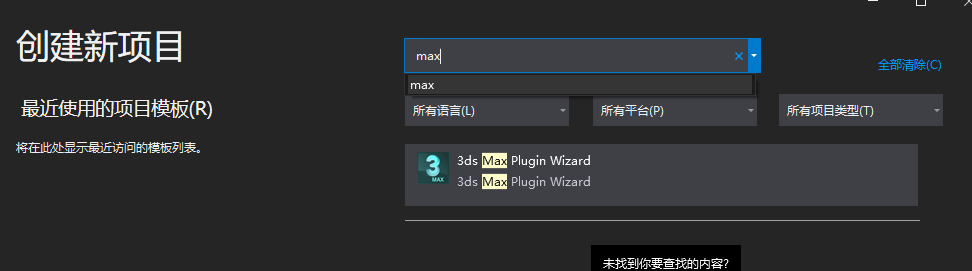 创建新项目
max
max
全部清除(C)
最近使用的项目模板(R)
所有语言(L)
所有平台(P)
所有项目类型(T)
将在此处显示最近访问的模板列表。
3
MAX
3ds Max Plugin Wizard
3ds Max Plugin Wizard
未找到你要查找的内容?